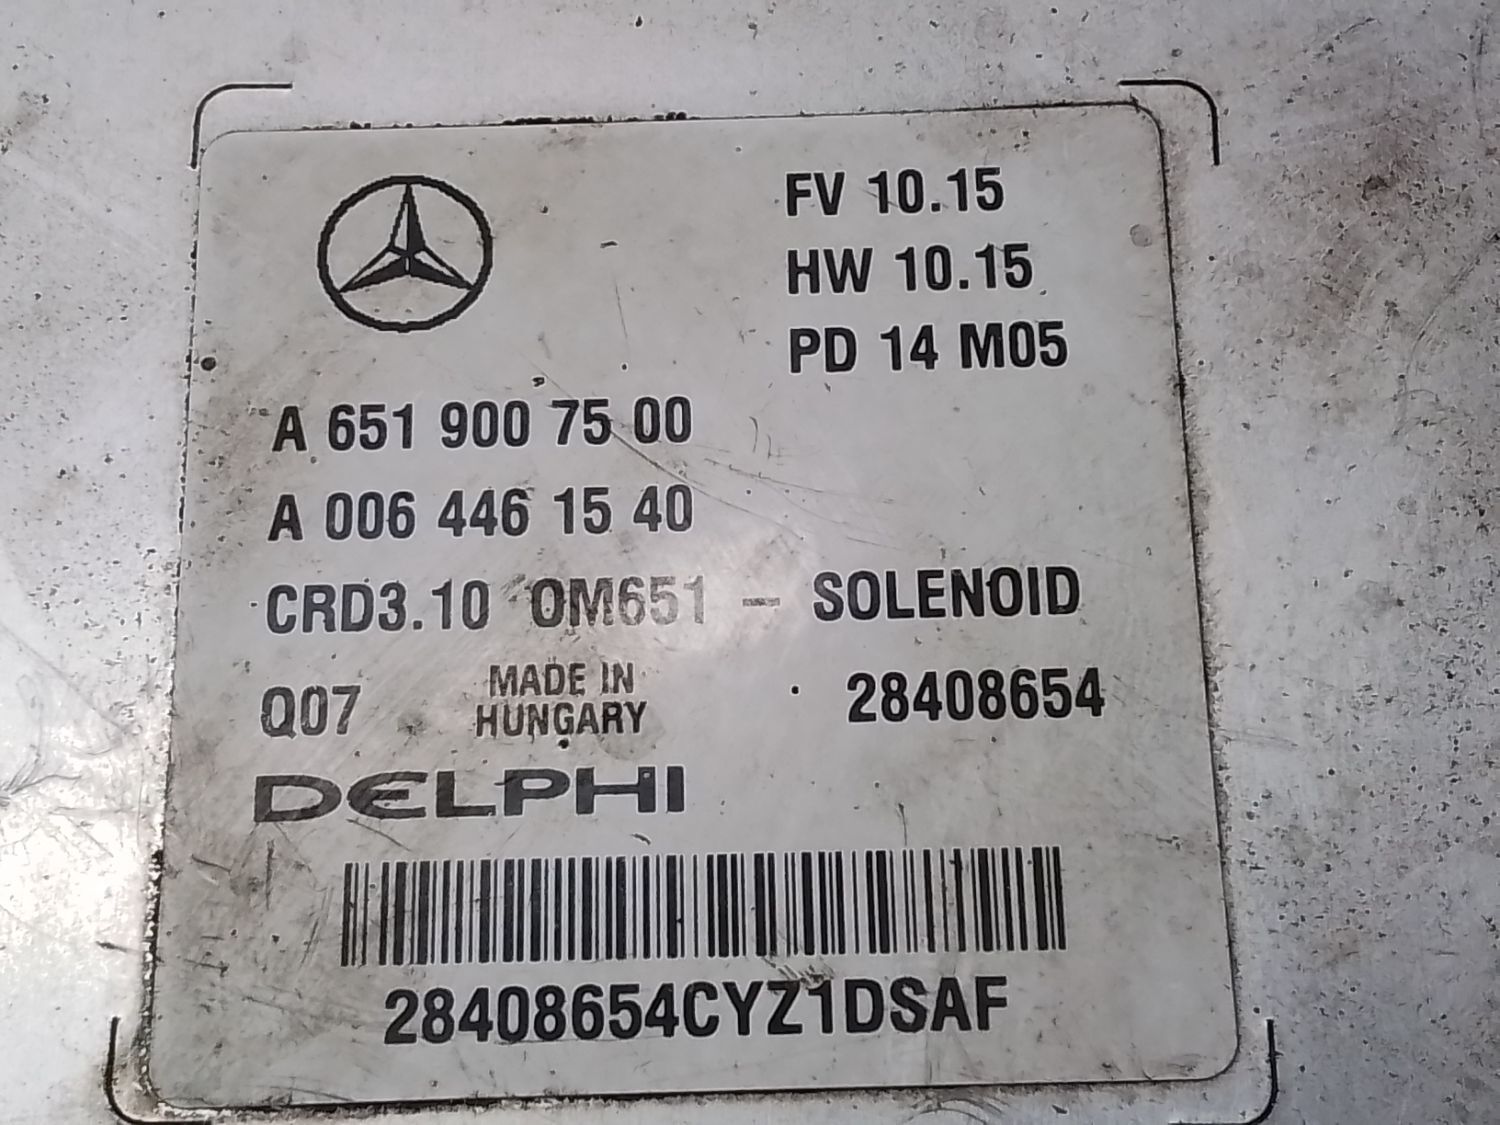 FV 10.15
HW 10.15
PD 14 M05
A 651 900 75 00
A 006 446 15 40
CRD3.10 OM651 - SOLENOID
Q07 MADE IN HUNGARY 28408654
DELPHI
28408654CYZ1DSAF